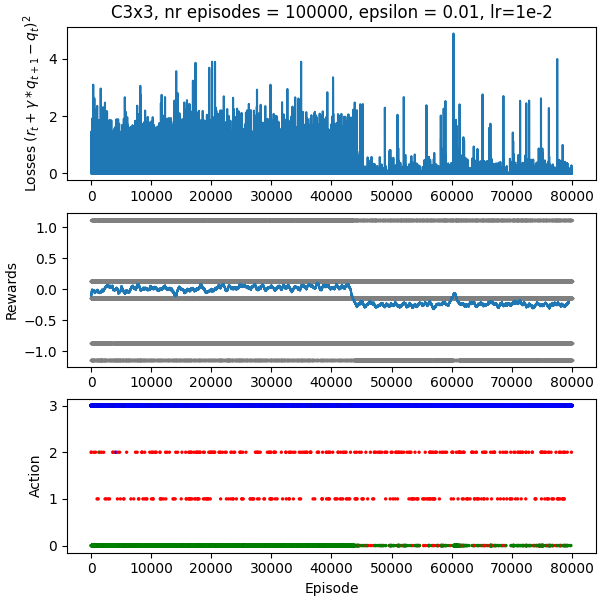 C3x3, nr episodes = 100000, epsilon = 0.01, lr=1e-2
Losses $(r_t + \gamma * q_{t+1} - q_t)^2$
4
2
0
0 10000 20000 30000 40000 50000 60000 70000 80000
Rewards
1.0
0.5
0.0
−0.5
−1.0
0 10000 20000 30000 40000 50000 60000 70000 80000
Action
3
2
1
0
0 10000 20000 30000 40000 50000 60000 70000 80000
Episode